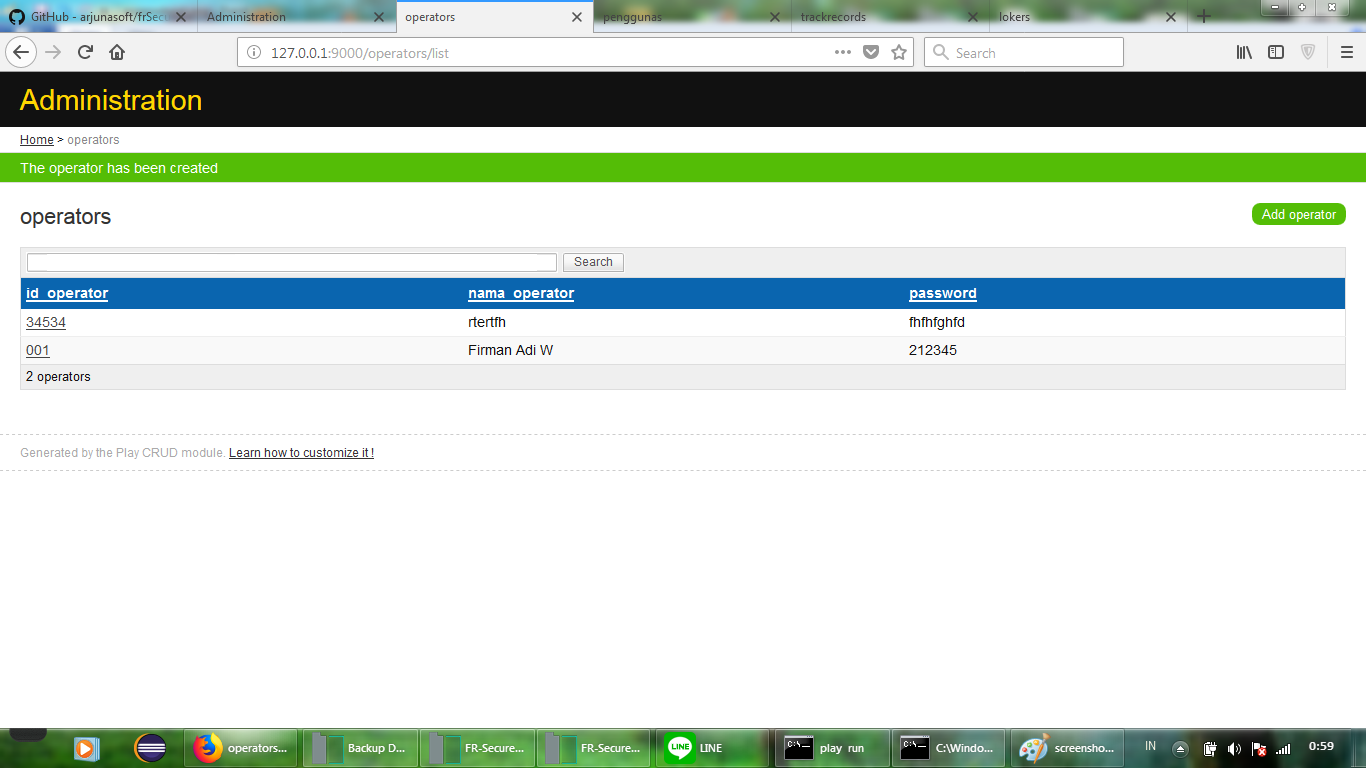 GitHub - arjunasoft/frSecu
Administration
operators
penggunas
trackrecords
lokers
127.0.0.1:9000/operators/list
Search
Administration
Home > operators
The operator has been created
operators
Add operator
Search
id_operator nama_operator password
34534 rtertfh fhfhfghfd
001 Firman Adi W 212345
2 operators
Generated by the Play CRUD module. Learn how to customize it !
operators...
Backup D...
FR-Secure...
FR-Secure...
LINE
LINE
play run
C:\Windo...
screensho...
IN
0:59